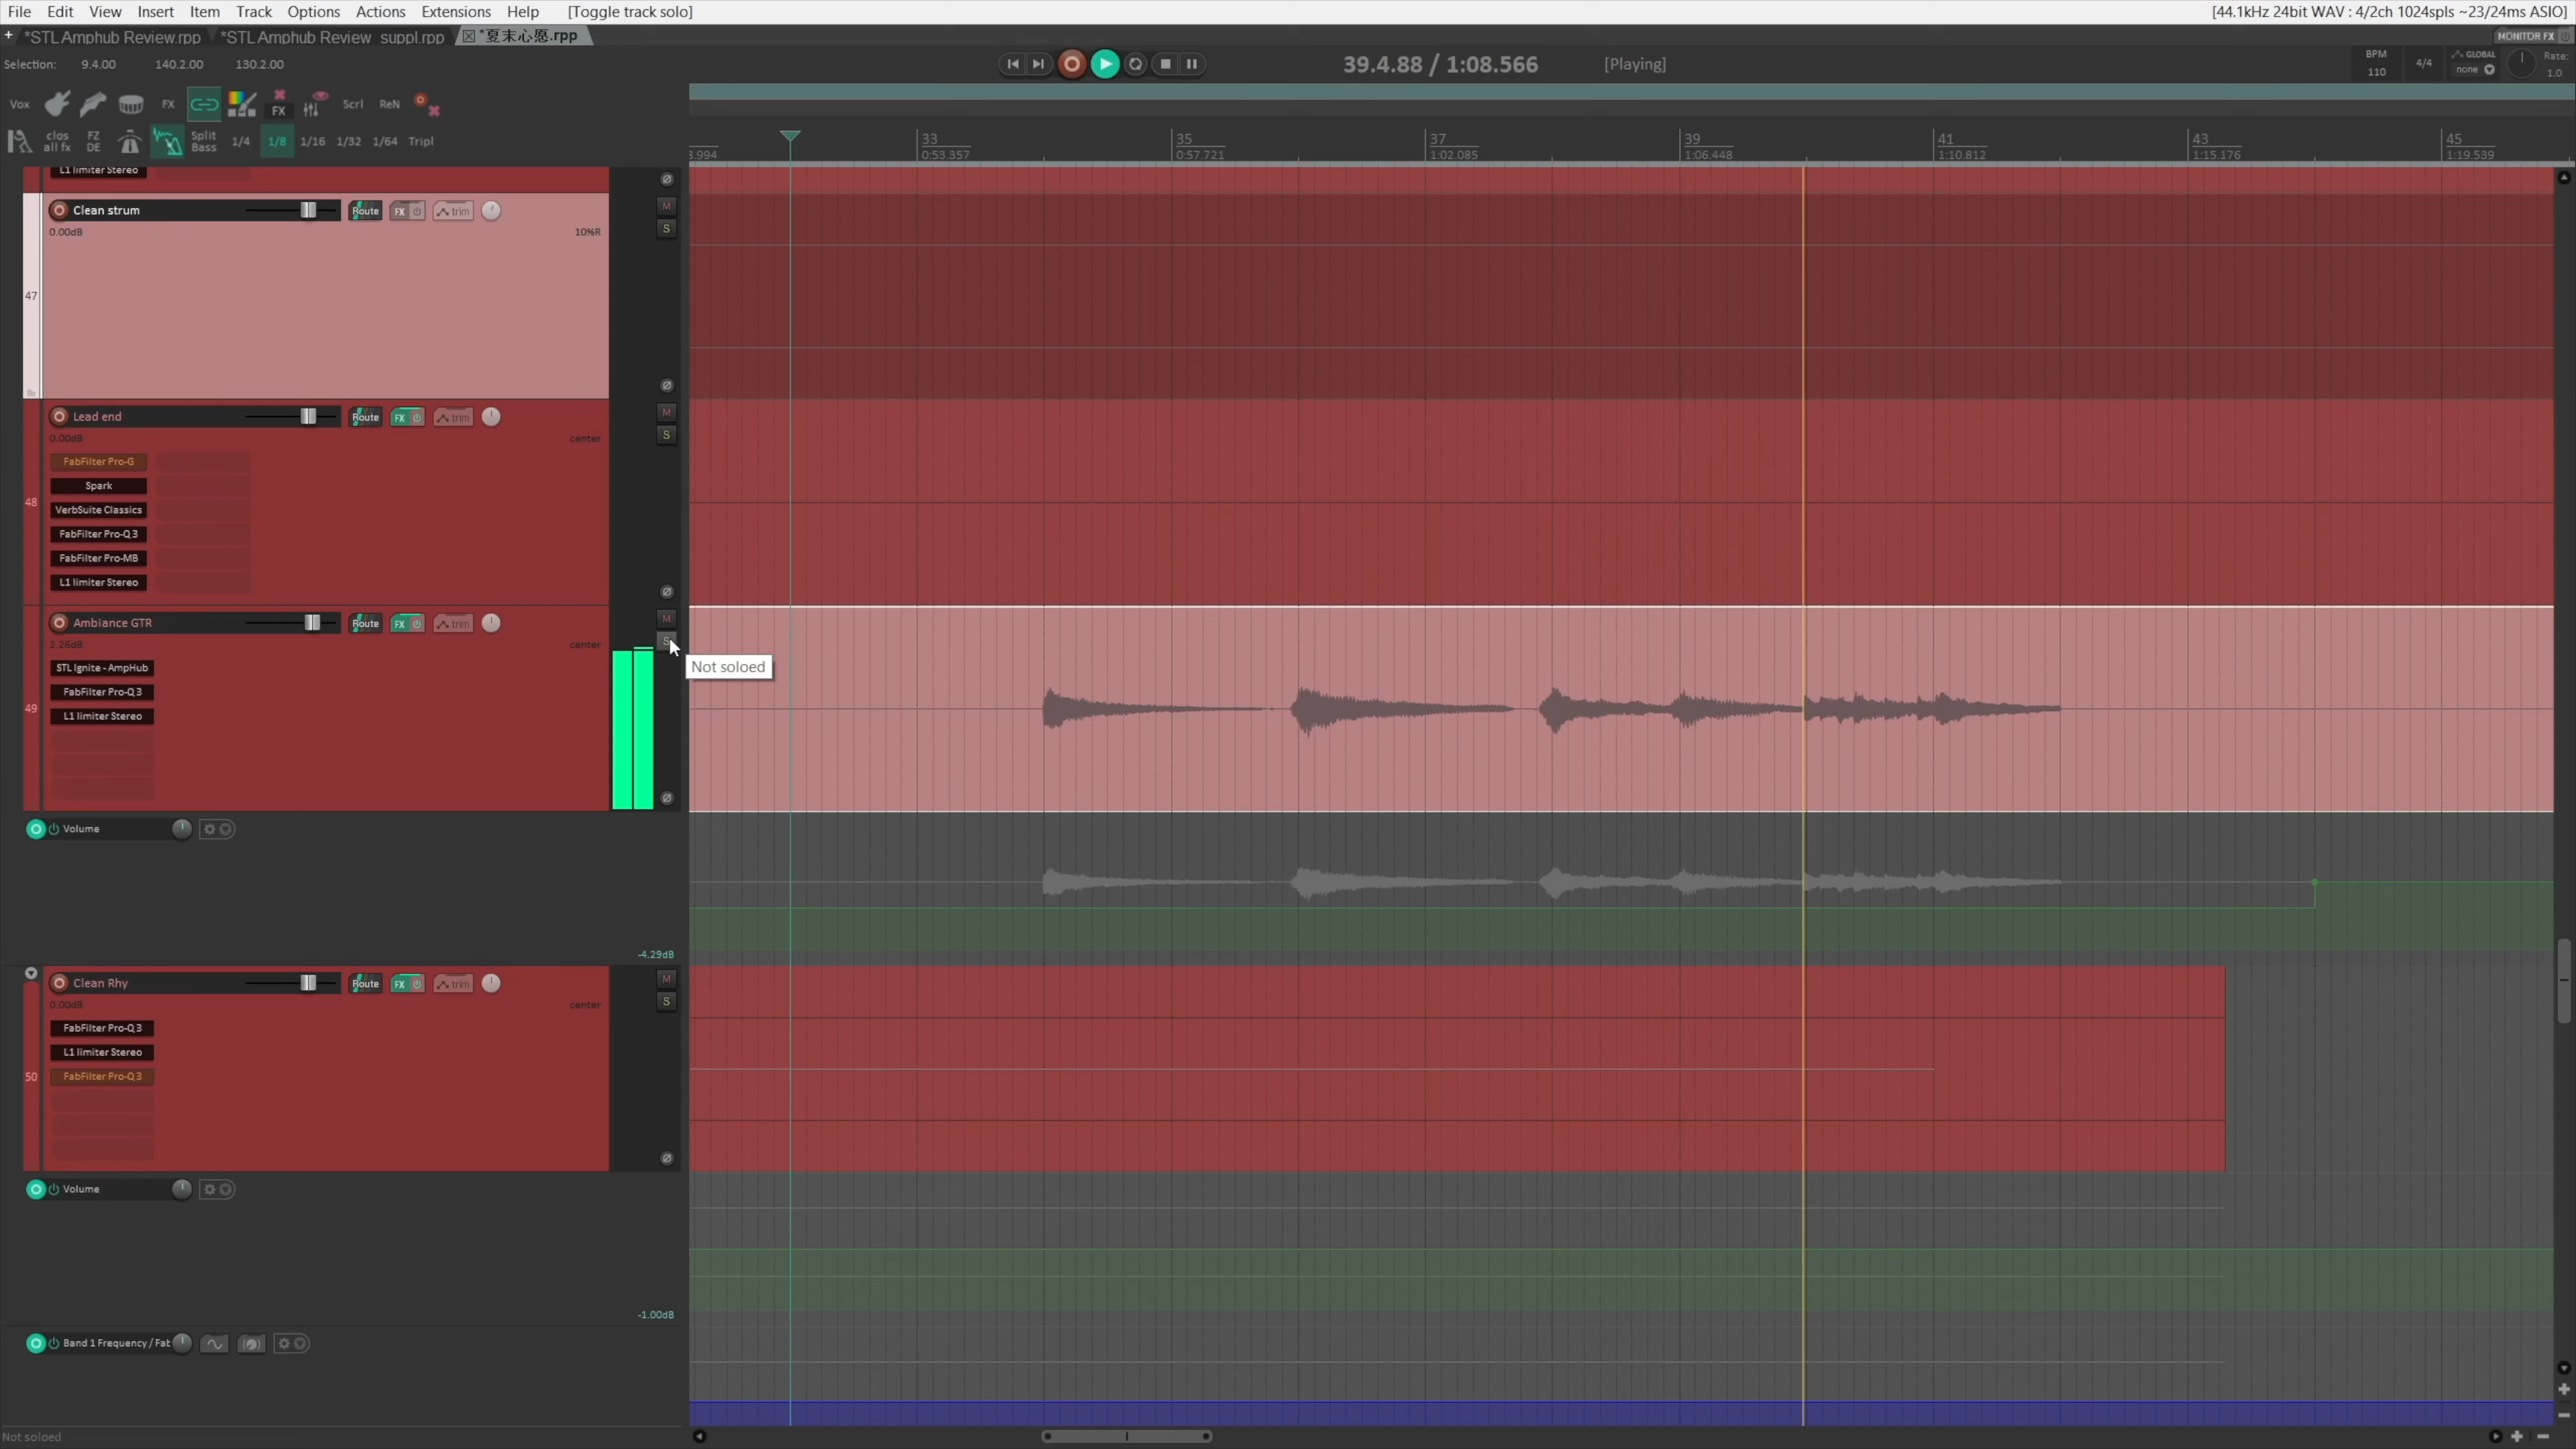 File Edit View Insert Item Track Options Actions Extensions Help [Toggle track solo] [44.1kHz 24bit WAV : 4/2ch 1024spls ~23/24ms ASIO]
+ *STL Amphub Review.rpp *STL Amphub Review_suppl.rpp *夏末心愿.rpp MONITOR FX
Selection: 9.4.00 140.2.00 130.2.00 39.4.88 / 1:08.566 [Playing] BPM 110 4/4 GLOBAL none Rate: 1.0
Vox FX FX Scrl ReN
clos all fx FZ DE Split Bass 1/4 1/8 1/16 1/32 1/64 Tripl
33 35 37 39 41 43 45
3.994 0:53.357 0:57.721 1:02.085 1:06.448 1:10.812 1:15.176 1:19.539
L1 limiter Stereo
Clean strum Route FX trim M
0.00dB 10%R S
47
Lead end Route FX trim M
0.00dB center S
FabFilter Pro-G
Spark
48
VerbSuite Classics
FabFilter Pro-Q 3
FabFilter Pro-MB
L1 limiter Stereo
Ambiance GTR Route FX trim M
2.26dB center S
STL Ignite - AmpHub Not soloed
FabFilter Pro-Q 3
49
L1 limiter Stereo
Volume
-4.29dB
Clean Rhy Route FX trim M
0.00dB center S
FabFilter Pro-Q 3
L1 limiter Stereo
50 FabFilter Pro-Q 3
Volume
-1.00dB
Band 1 Frequency / Fat
Not soloed